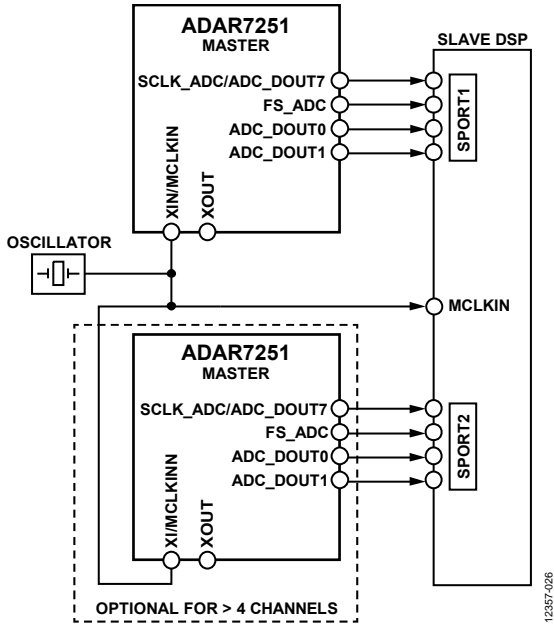 ADAR7251
MASTER
SLAVE DSP
SCLK_ADC/ADC_DOUT7
FS_ADC
ADC_DOUT0
ADC_DOUT1
SPORT1
XIN/MCLKIN
XOUT
OSCILLATOR
MCLKIN
ADAR7251
MASTER
SCLK_ADC/ADC_DOUT7
FS_ADC
ADC_DOUT0
ADC_DOUT1
SPORT2
XI/MCLKINN
XOUT
OPTIONAL FOR > 4 CHANNELS
12357-026